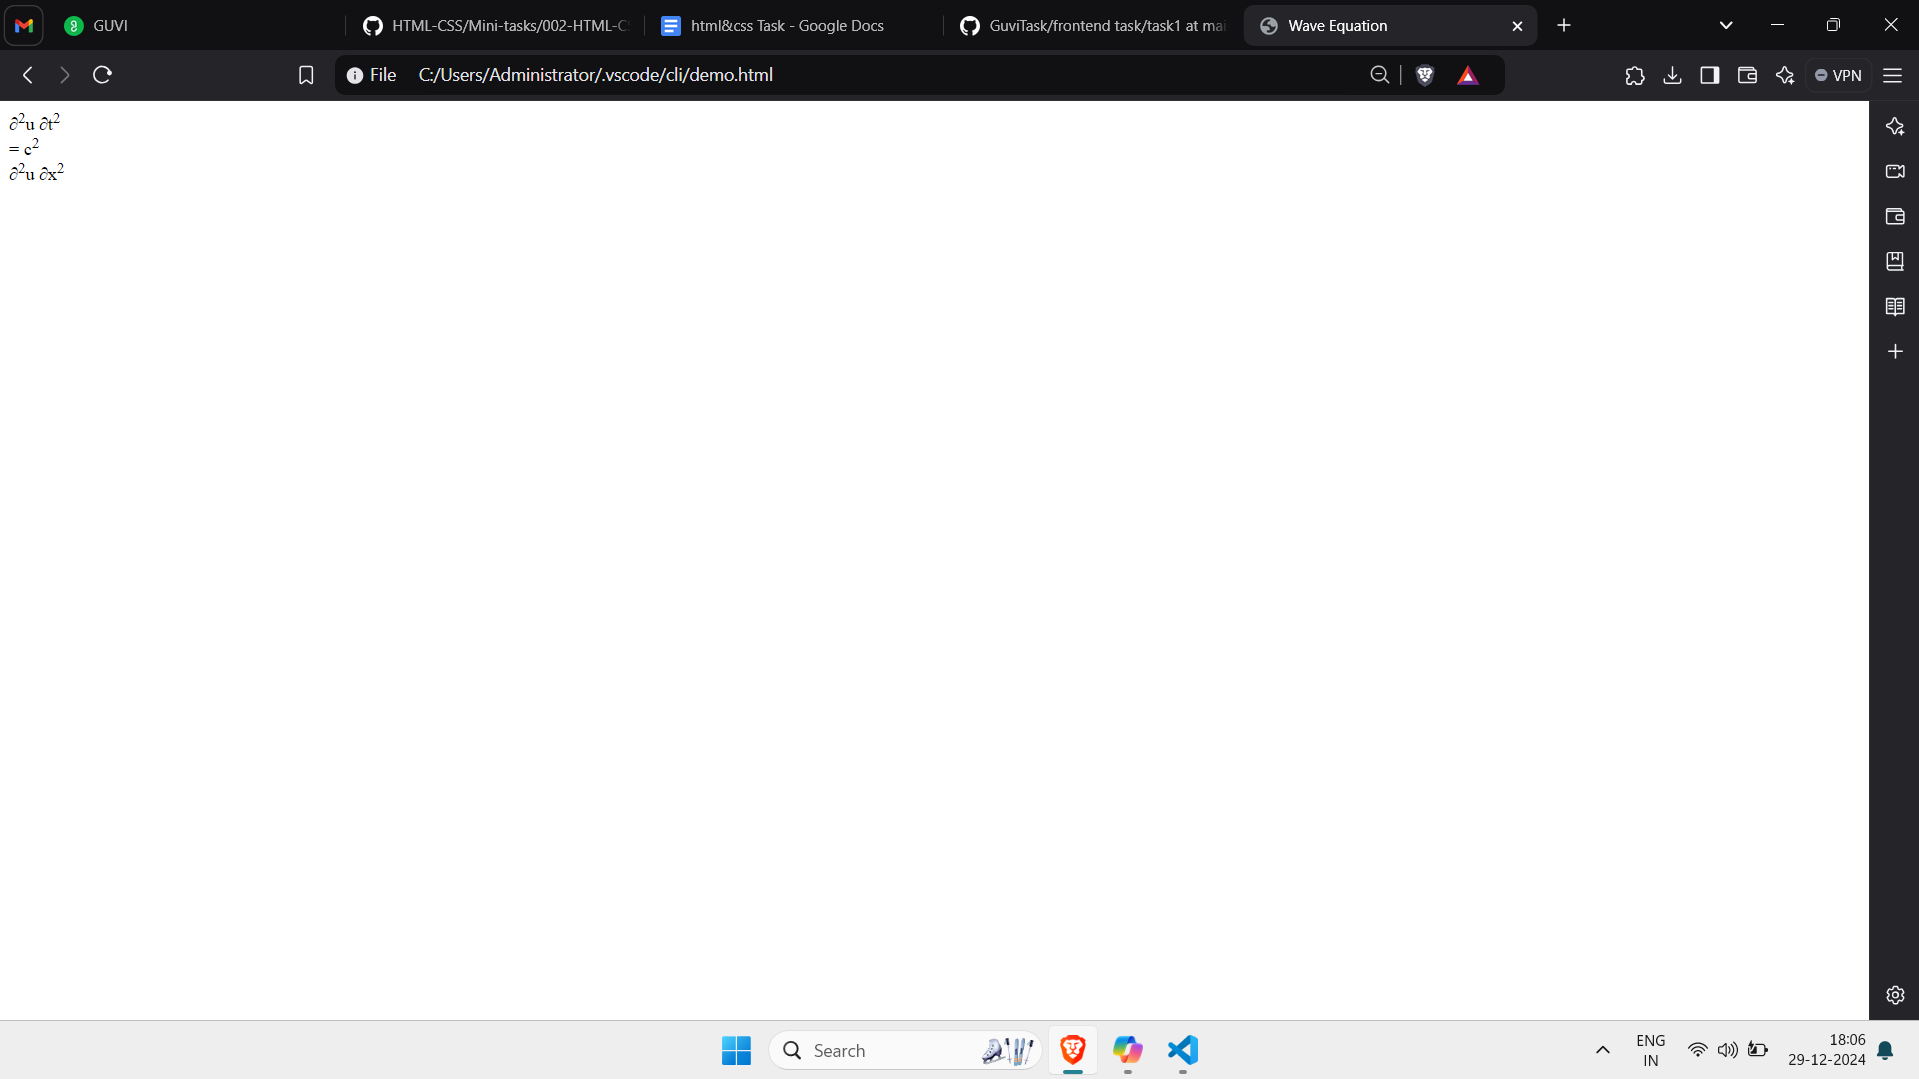 GUVI
HTML-CSS/Mini-tasks/002-HTML-C
html&css Task - Google Docs
GuviTask/frontend task/task1 at mai
Wave Equation
File
C:/Users/Administrator/.vscode/cli/demo.html
VPN
∂²u ∂t²
= c²
∂²u ∂x²
Search
ENG
IN
18:06
29-12-2024